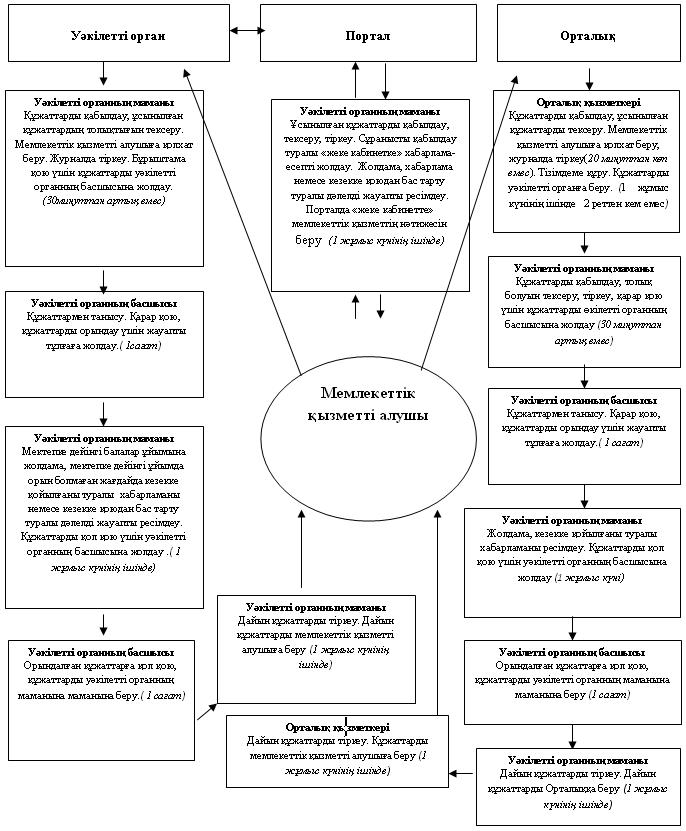 Уәкілетті орган
Портал
Орталық
Уәкілетті органның маманы
Құжаттарды қабылдау, ұсынылған
құжаттардың толықтығын тексеру.
Мемлекеттік қызметті алушыға қолхат
беру. Журналда тіркеу. Бұрыштама
қою үшін құжаттарды уәкілетті
органның басшысына жолдау.
(30минуттан артық емес)
Уәкілетті органның басшысы
Құжаттармен танысу. Қарар қою,
құжаттарды орындау үшін жауапты
тұлғаға жолдау.( 1сағат)
Уәкілетті органның маманы
Мектепке дейінгі балалар ұйымына
жолдама, мектепке дейінгі ұйымда
орын болмаған жағдайда кезекке
қойылғаны туралы хабарламаны
немесе кезекке қоюдан бас тарту
туралы дәлелді жауапты ресімдеу.
Құжаттарды қол қою үшін уәкілетті
органның басшысына жолдау .( 1
жұмыс күнінің ішінде)
Уәкілетті органның басшысы
Орындалған құжаттарға қол қою,
құжаттарды уәкілетті органның
маманына маманына беру.( 1 сағат)
Уәкілетті органның маманы
Ұсынылған құжаттарды қабылдау,
тексеру, тіркеу. Сұранысты қабылдау
туралы «жеке кабинетке» хабарлама-
есепті жолдау. Жолдама, хабарлама
немесе кезекке қоюдан бас тарту
туралы дәлелді жауапты ресімдеу.
Порталда «жеке кабинетте»
мемлекеттік қызметтің нәтижесін
беру (1 жұмыс күнінің ішінде)
Мемлекеттік
қызметті алушы
Уәкілетті органның маманы
Дайын құжаттарды тіркеу. Дайын
құжаттарды мемлекеттік қызметті
алушыға беру (1 жұмыс күнінің
ішінде)
Орталық қызметкері
Дайын құжаттарды тіркеу. Құжаттарды
мемлекеттік қызметті алушыға беру (1
жұмыс күнінің ішінде)
Орталық қызметкері
Құжаттарды қабылдау, ұсынылған
құжаттарды тексеру. Мемлекеттік
қызметті алушыға қолхат беру,
журналда тіркеу(20 минуттан көп
емес). Тізімдеме құру. Құжаттарды
уәкілетті органға беру. (1 жұмыс
күнінің ішінде 2 реттен кем емес)
Уәкілетті органның маманы
Құжаттарды қабылдау, толық
болуын тексеру, тіркеу, қарар қою
үшін құжаттарды өкілетті органның
басшысына жолдау (30 минуттан
артық емес)
Уәкілетті органның басшысы
Құжаттармен танысу. Қарар қою,
құжаттарды орындау үшін жауапты
тұлғаға жолдау.( 1 сағат)
Уәкілетті органның маманы
Жолдама, кезекке қойылғаны туралы
хабарламаны ресімдеу. Құжаттарды қол
қою үшін уәкілетті органның басшысына
жолдау (1 жұмыс күні)
Уәкілетті органның басшысы
Орындалған құжаттарға қол қою,
құжаттарды уәкілетті органның маманына
маманына беру (1 сағат)
Уәкілетті органның маманы
Дайын құжаттарды тіркеу. Дайын
құжаттарды Орталыққа беру (1 жұмыс
күнінің ішінде)